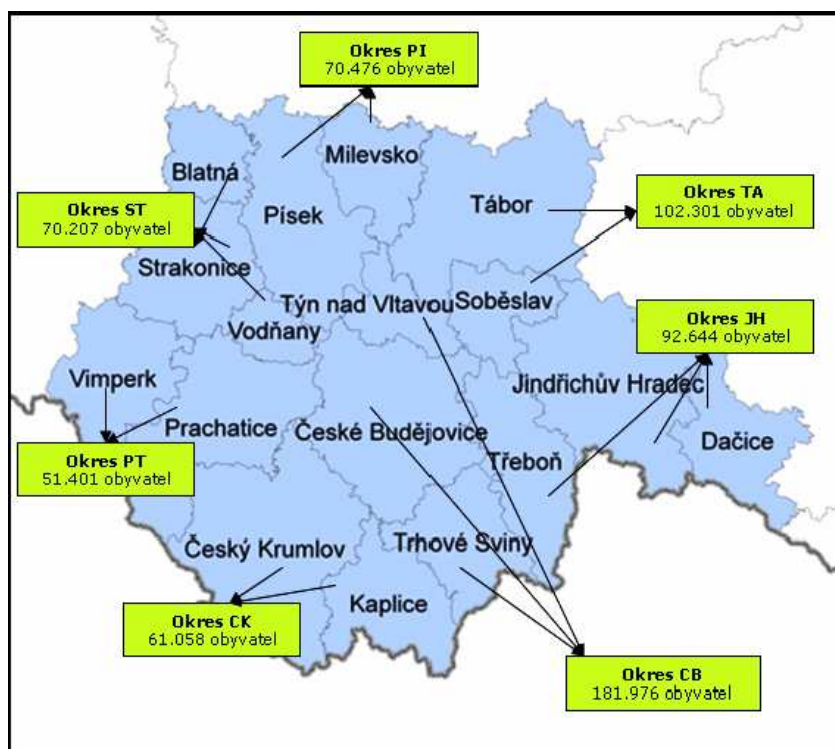 Okres PI
70.476 obyvatel
Milevsko
Blatná
Písek
Tábor
Okres TA
102.301 obyvatel
Okres ST
70.207 obyvatel
Strakonice
Týn nad Vltavou
Soběslav
Vodňany
Okres JH
92.644 obyvatel
Vimperk
Jindřichův Hradec
Prachatice
České Budějovice
Dačice
Třeboň
Okres PT
51.401 obyvatel
Český Krumlov
Trhové Sviny
Kaplice
Okres CK
61.058 obyvatel
Okres CB
181.976 obyvatel